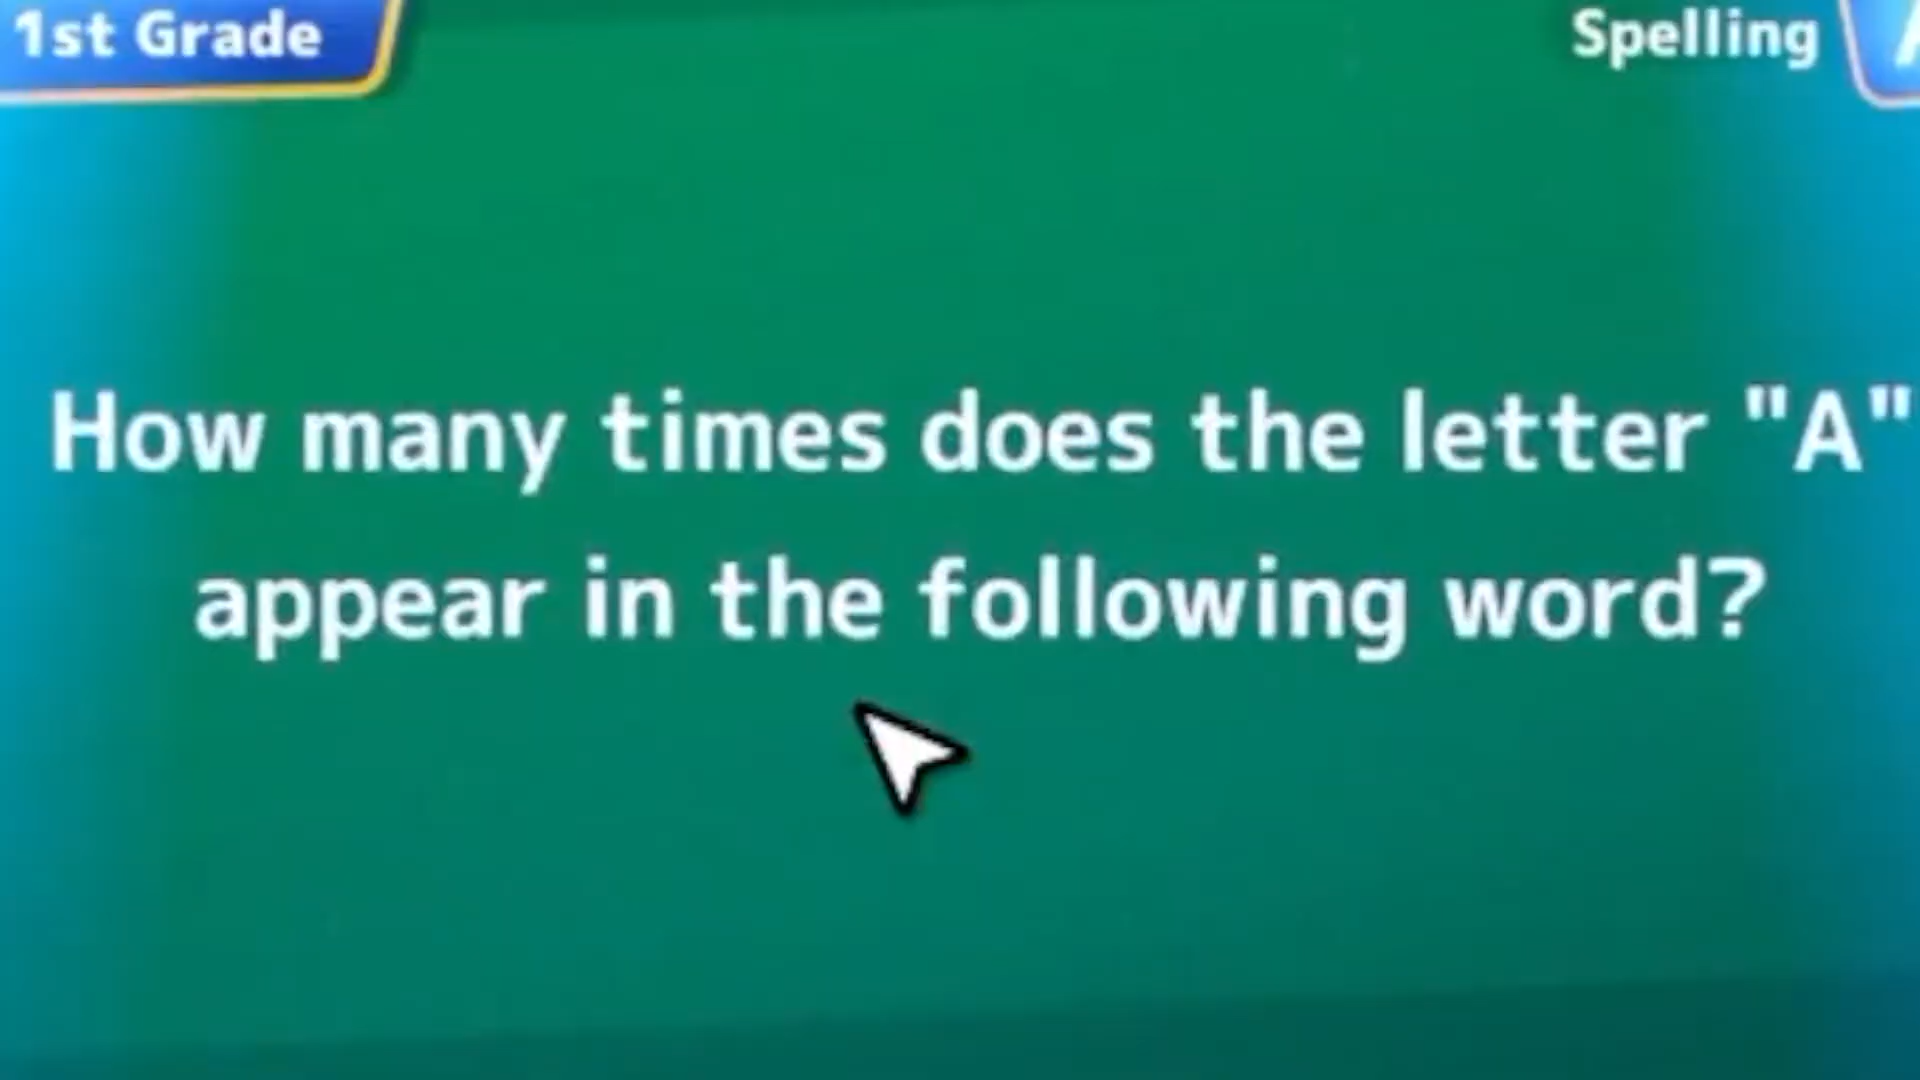 1st Grade
Spelling
How many times does the letter "A"
appear in the following word?